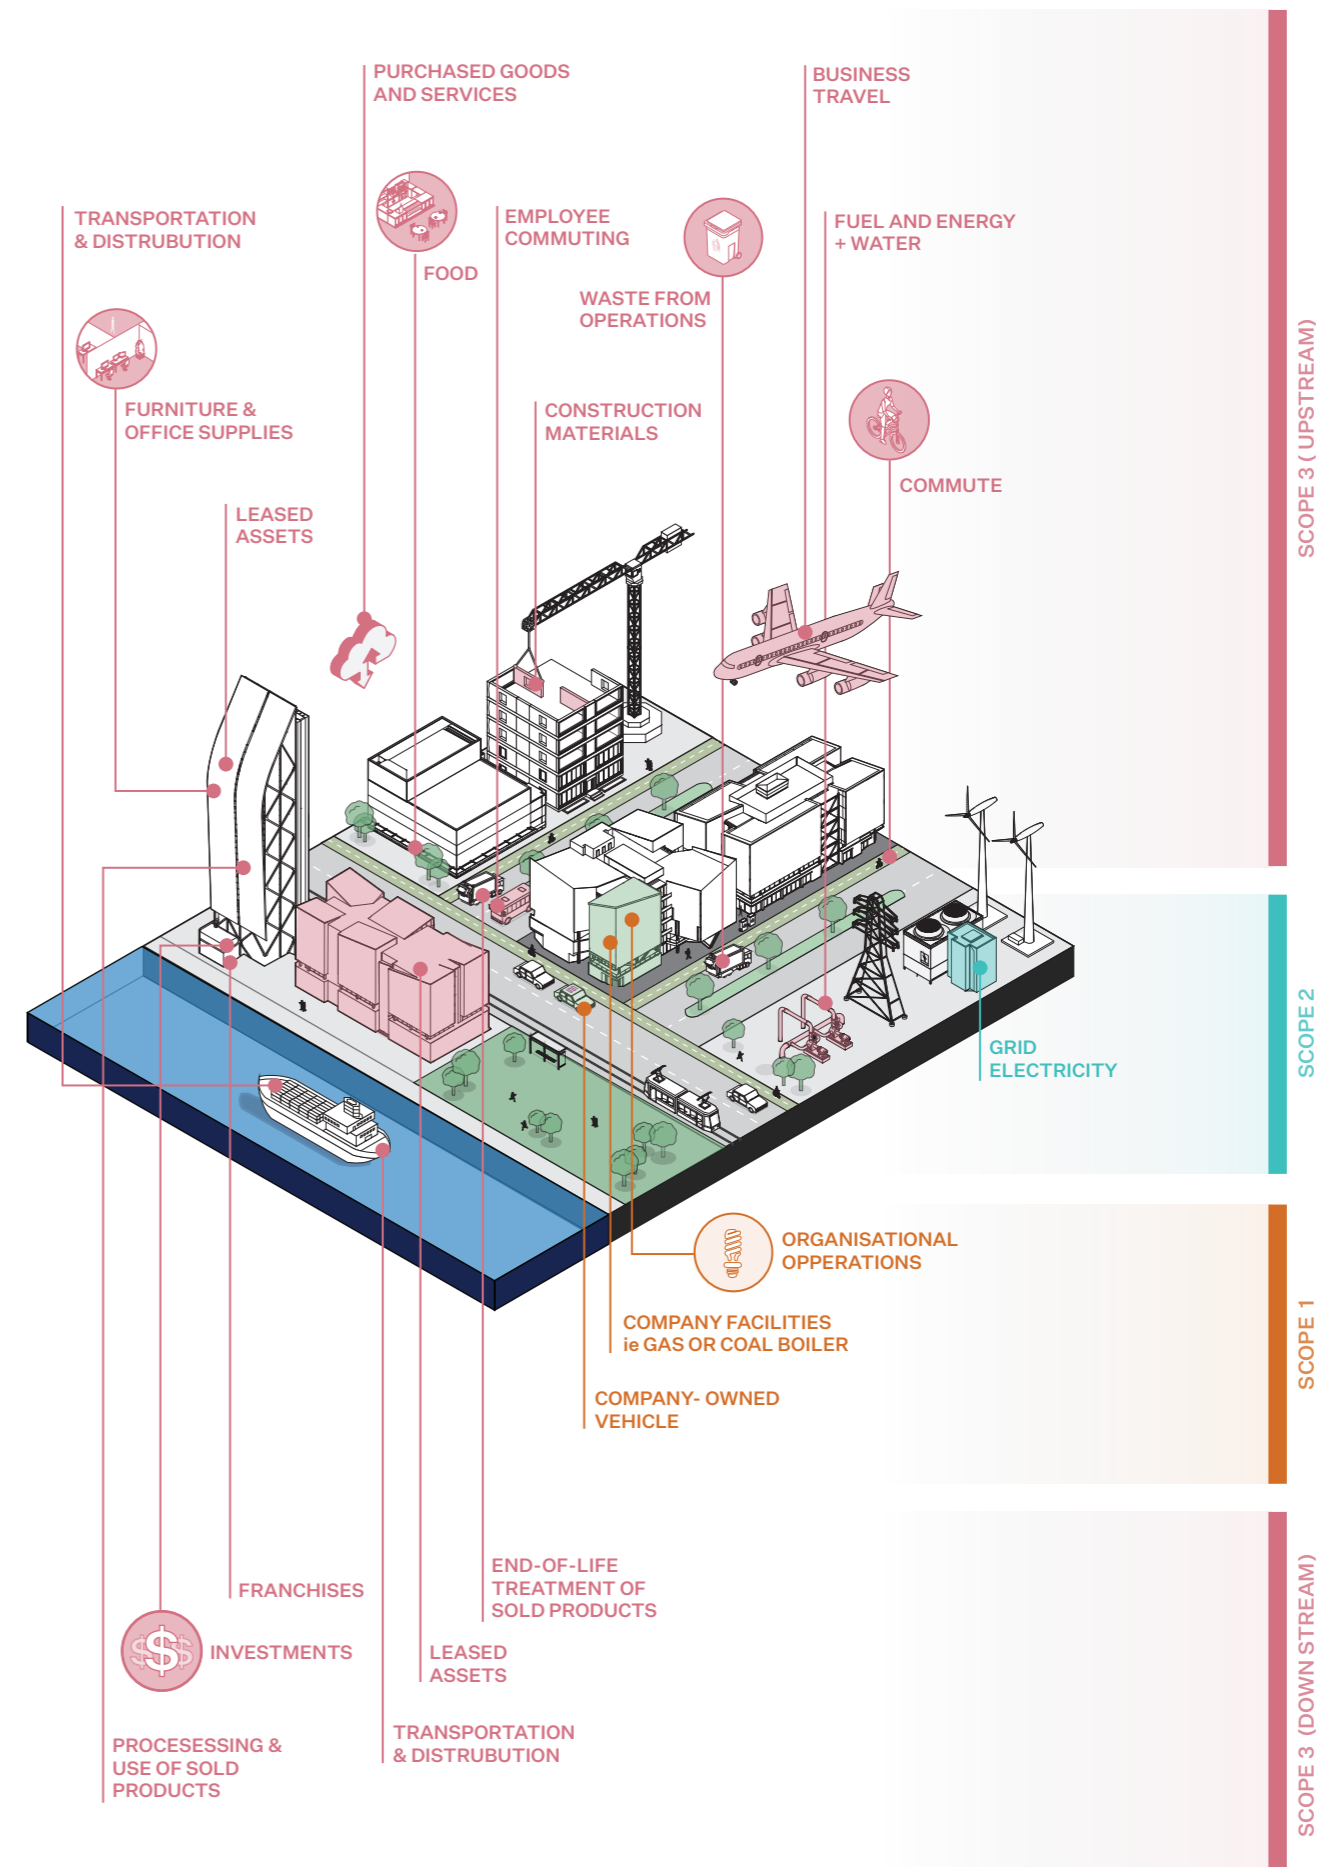 PURCHASED GOODS
AND SERVICES
BUSINESS
TRAVEL
TRANSPORTATION
& DISTRUBUTION
EMPLOYEE
COMMUTING
FUEL AND ENERGY
+ WATER
FOOD
WASTE FROM
OPERATIONS
FURNITURE &
OFFICE SUPPLIES
CONSTRUCTION
MATERIALS
COMMUTE
LEASED
ASSETS
SCOPE 3 ( UPSTREAM)
GRID
ELECTRICITY
SCOPE 2
ORGANISATIONAL
OPPERATIONS
COMPANY FACILITIES
ie GAS OR COAL BOILER
COMPANY- OWNED
VEHICLE
SCOPE 1
END-OF-LIFE
TREATMENT OF
SOLD PRODUCTS
FRANCHISES
$ $ $
INVESTMENTS
LEASED
ASSETS
TRANSPORTATION
& DISTRUBUTION
PROCESESSING &
USE OF SOLD
PRODUCTS
SCOPE 3 (DOWN STREAM)